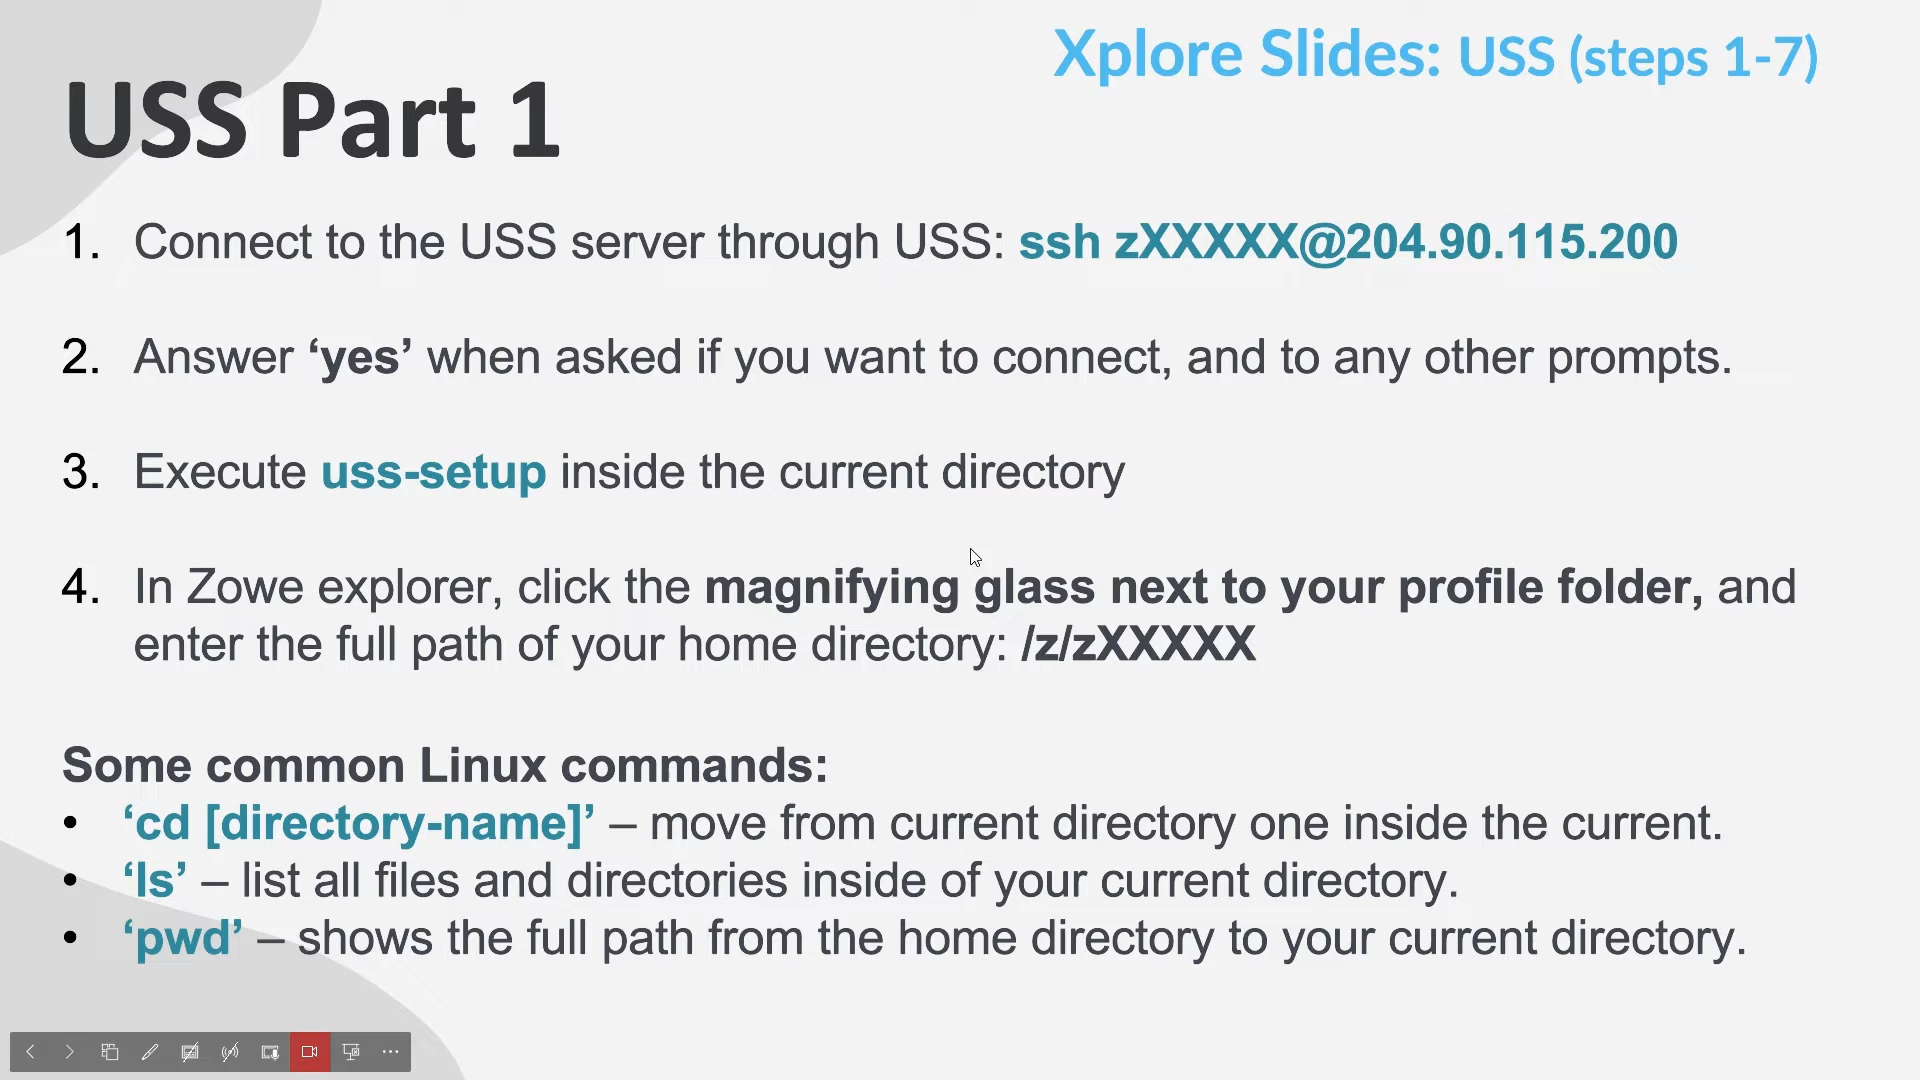 Xplore Slides: USS (steps 1-7)
USS Part 1
1. Connect to the USS server through USS: ssh zXXXXX@204.90.115.200
2. Answer ‘yes’ when asked if you want to connect, and to any other prompts.
3. Execute uss-setup inside the current directory
4. In Zowe explorer, click the magnifying glass next to your profile folder, and
enter the full path of your home directory: /z/zXXXXX
Some common Linux commands:
• ‘cd [directory-name]’ – move from current directory one inside the current.
• ‘ls’ – list all files and directories inside of your current directory.
• ‘pwd’ – shows the full path from the home directory to your current directory.